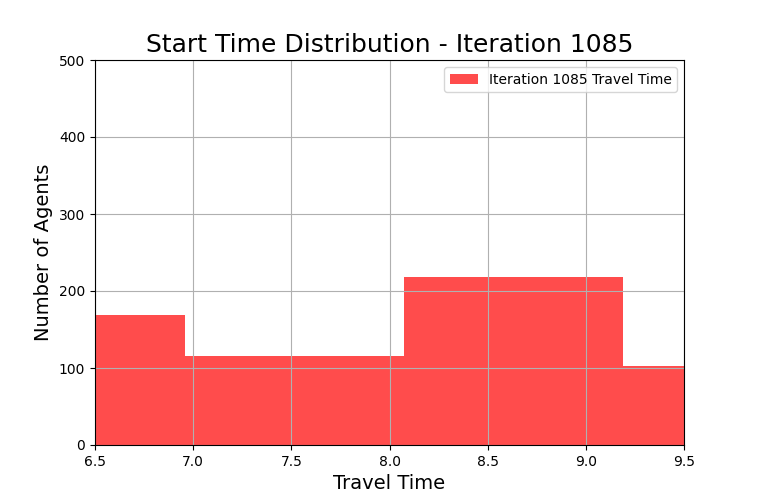 Start Time Distribution - Iteration 1085
Iteration 1085 Travel Time
Number of Agents
500
400
300
200
100
0
6.5 7.0 7.5 8.0 8.5 9.0 9.5
Travel Time